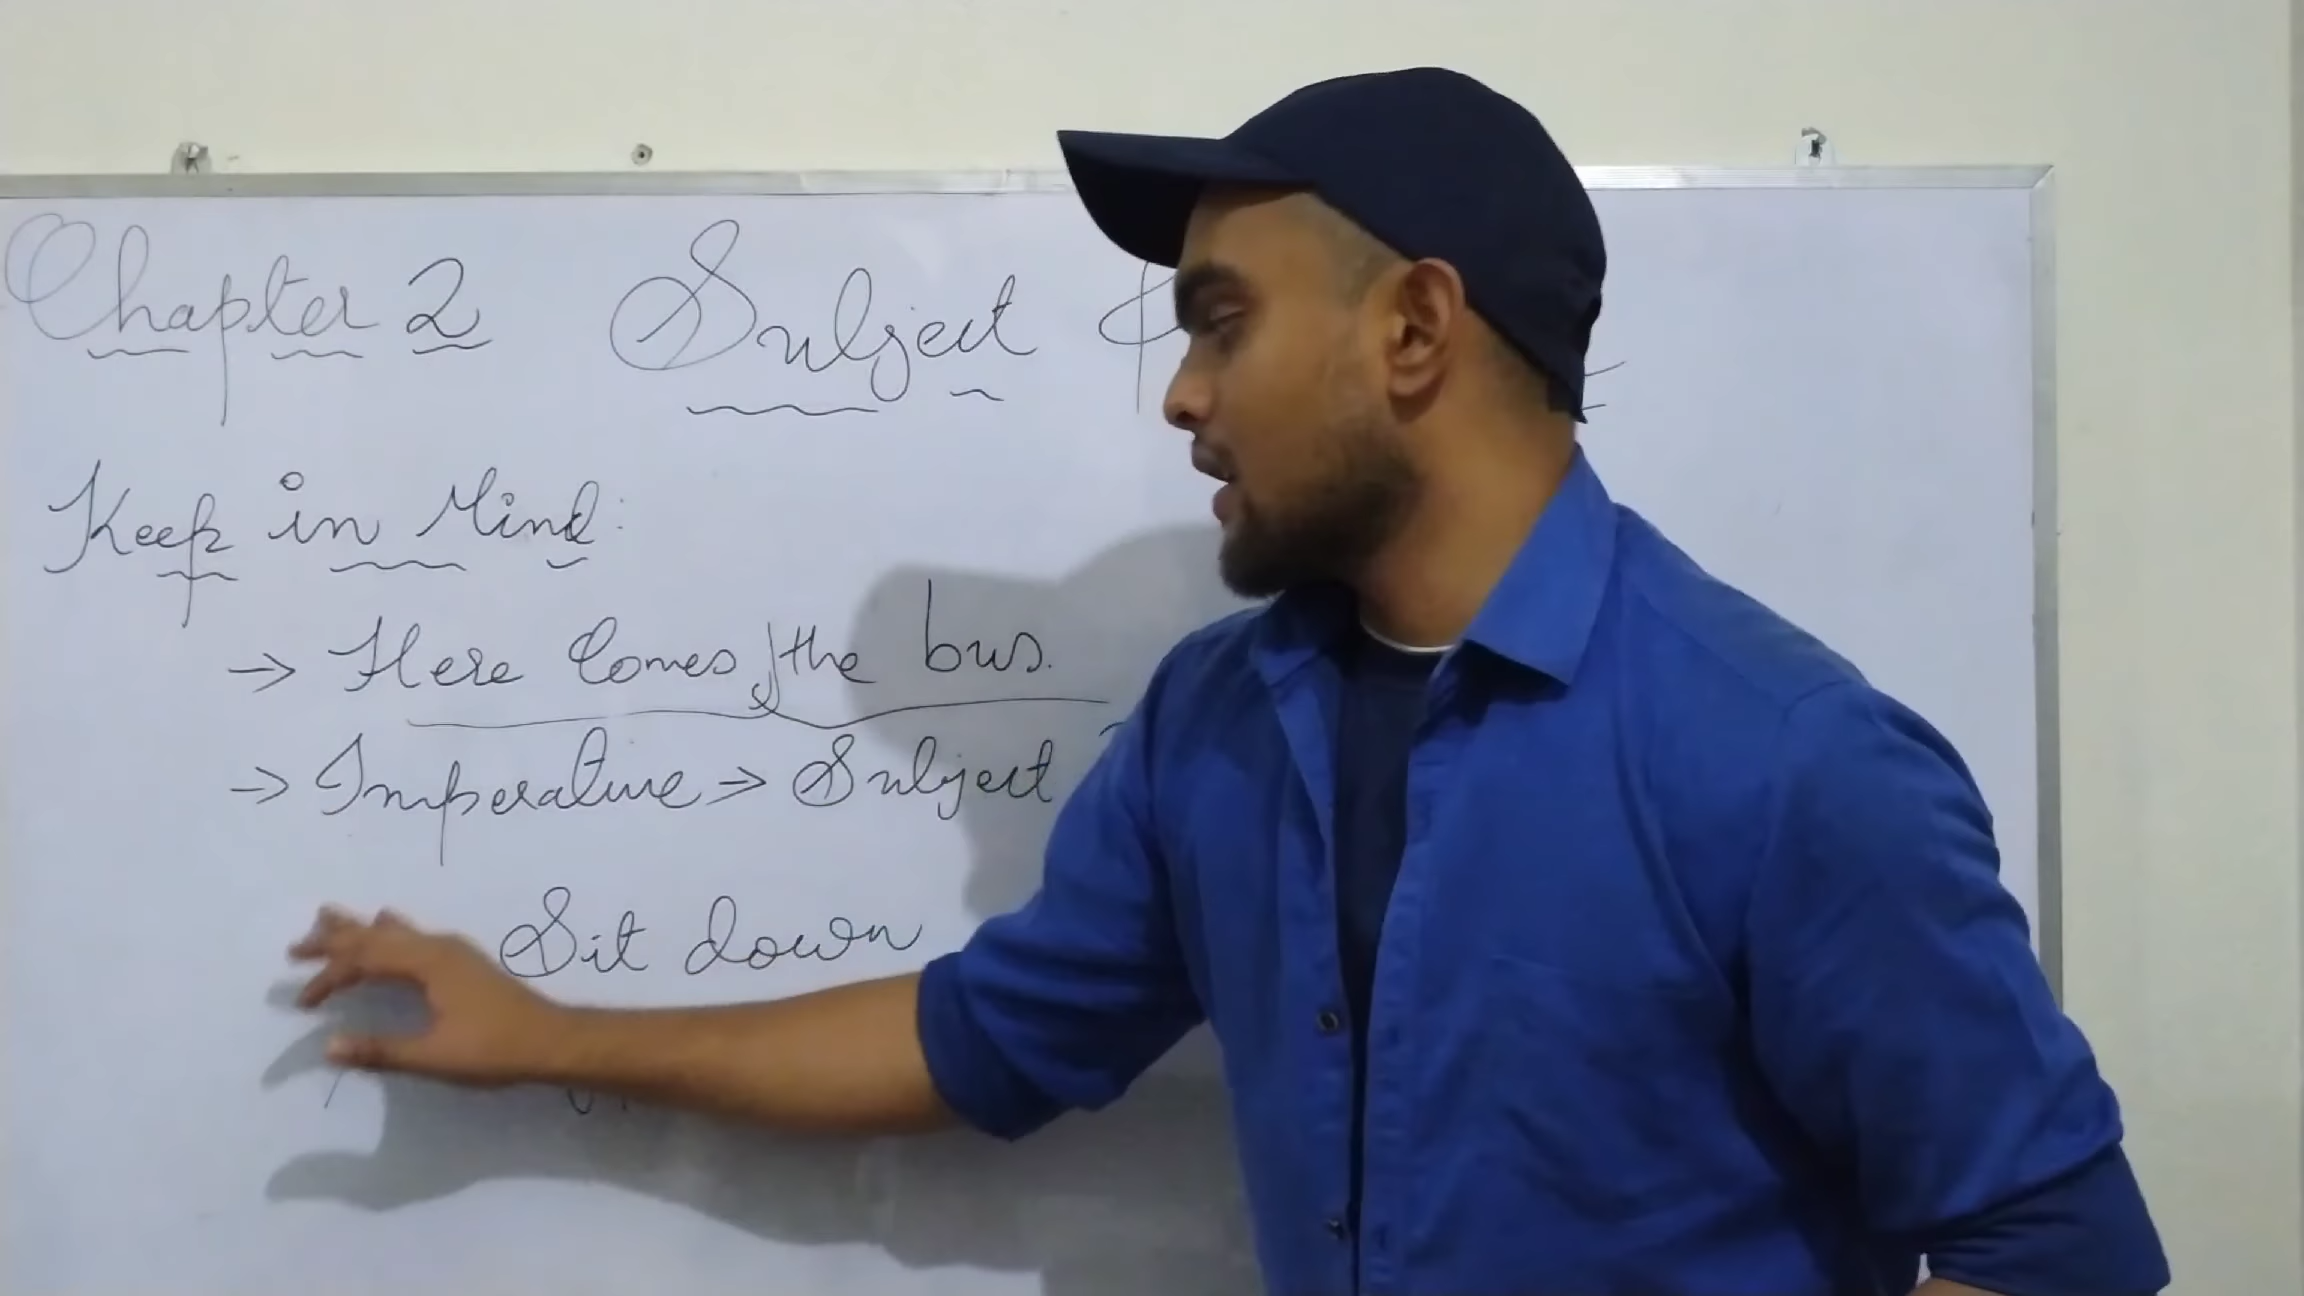 Chapter 2 Subject
Keep in Mind:
→ Here Comes, the bus.
→ Imperative → Subject
Sit down